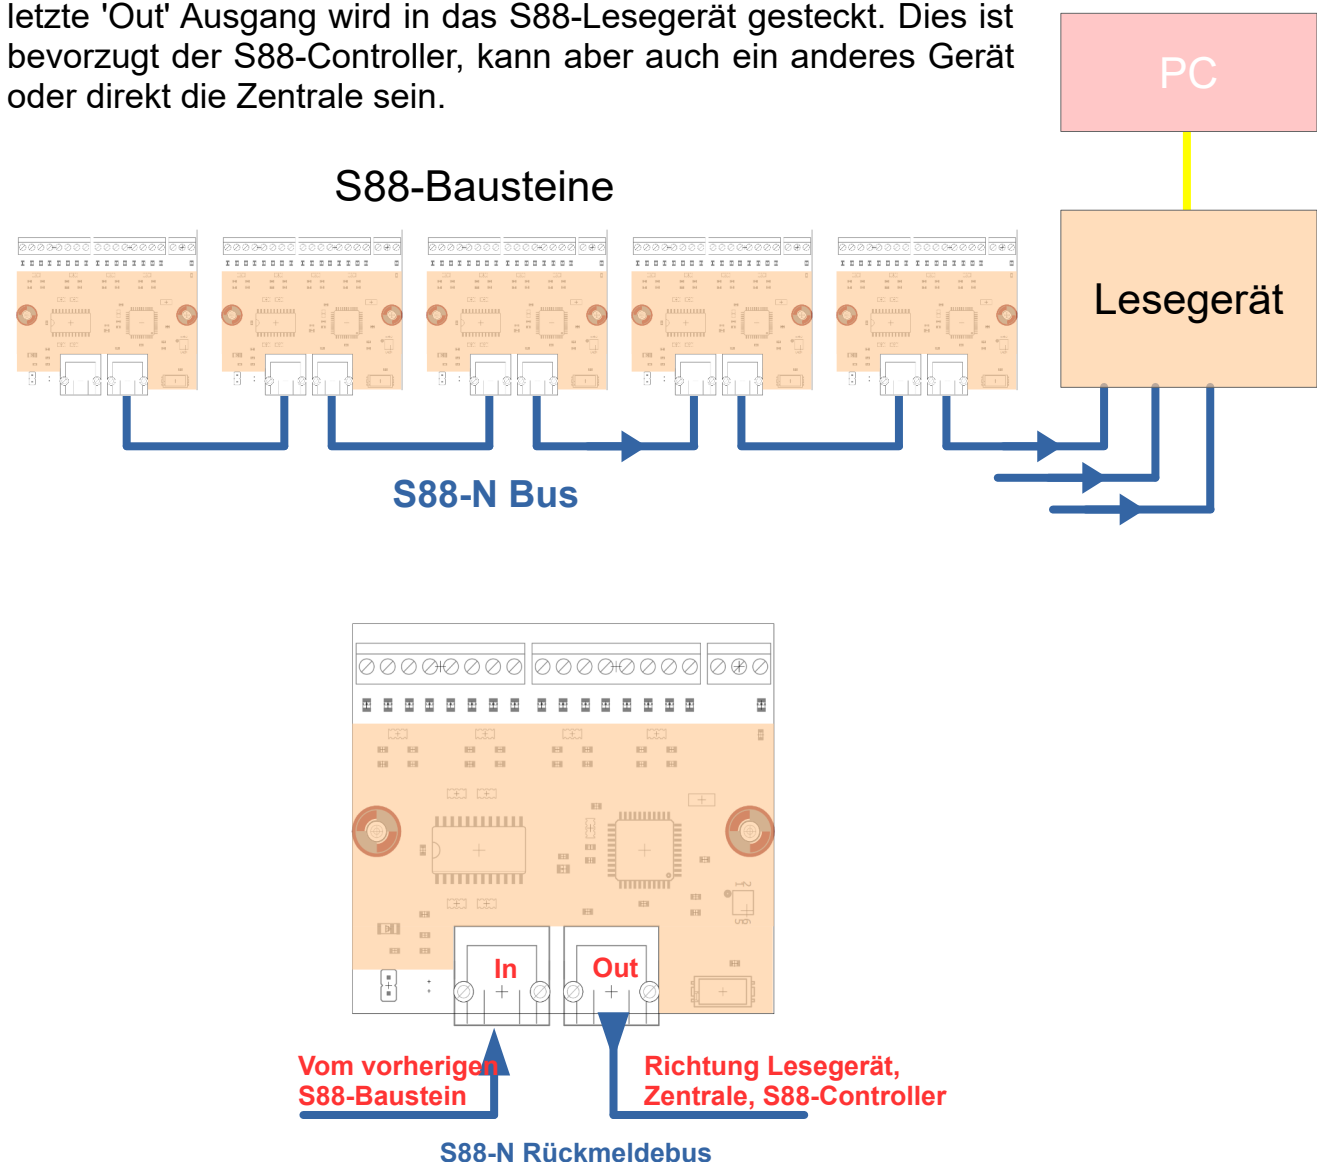 letzte 'Out' Ausgang wird in das S88-Lesegerät gesteckt. Dies ist
bevorzugt der S88-Controller, kann aber auch ein anderes Gerät
oder direkt die Zentrale sein.
PC
S88-Bausteine
Lesegerät
S88-N Bus
In
Out
Vom vorherigen
S88-Baustein
Richtung Lesegerät,
Zentrale, S88-Controller
S88-N Rückmeldebus